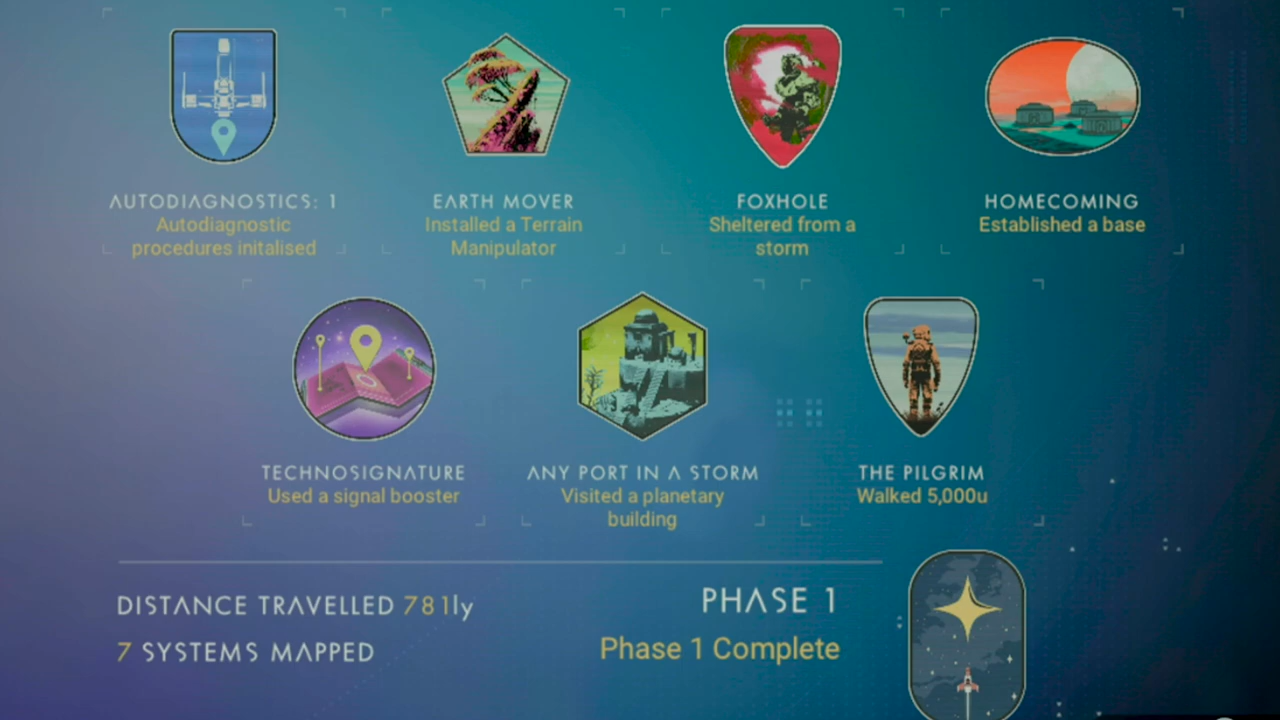 AUTODIAGNOSTICS: 1
Autodiagnostic
procedures initalised
EARTH MOVER
Installed a Terrain
Manipulator
FOXHOLE
Sheltered from a
storm
HOMECOMING
Established a base
TECHNOSIGNATURE
Used a signal booster
ANY PORT IN A STORM
Visited a planetary
building
THE PILGRIM
Walked 5,000u
DISTANCE TRAVELLED 781ly
7 SYSTEMS MAPPED
PHASE 1
Phase 1 Complete